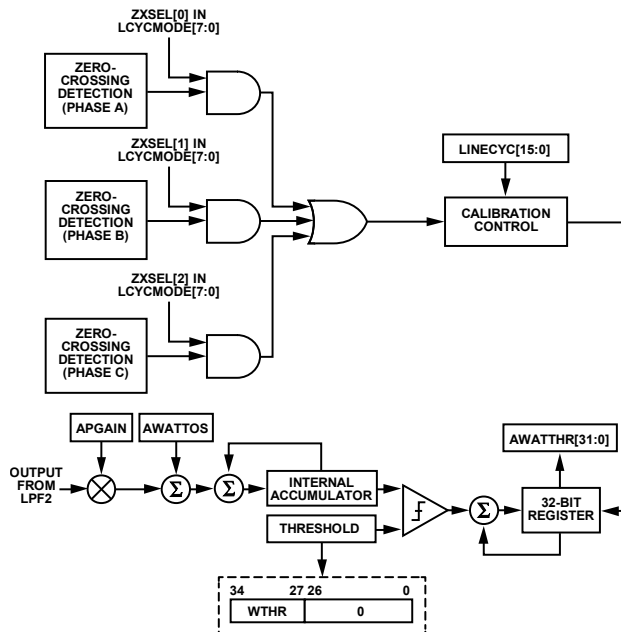 ZXSEL[0] IN
LCYCMODE[7:0]
ZERO-
CROSSING
DETECTION
(PHASE A)
ZXSEL[1] IN
LCYCMODE[7:0]
ZERO-
CROSSING
DETECTION
(PHASE B)
LINECYC[15:0]
CALIBRATION
CONTROL
ZXSEL[2] IN
LCYCMODE[7:0]
ZERO-
CROSSING
DETECTION
(PHASE C)
APGAIN
AWATTOS
AWATTHR[31:0]
OUTPUT
FROM
LPF2
Σ
Σ
INTERNAL
ACCUMULATOR
THRESHOLD
Σ
32-BIT
REGISTER
34 27 26 0
WTHR 0